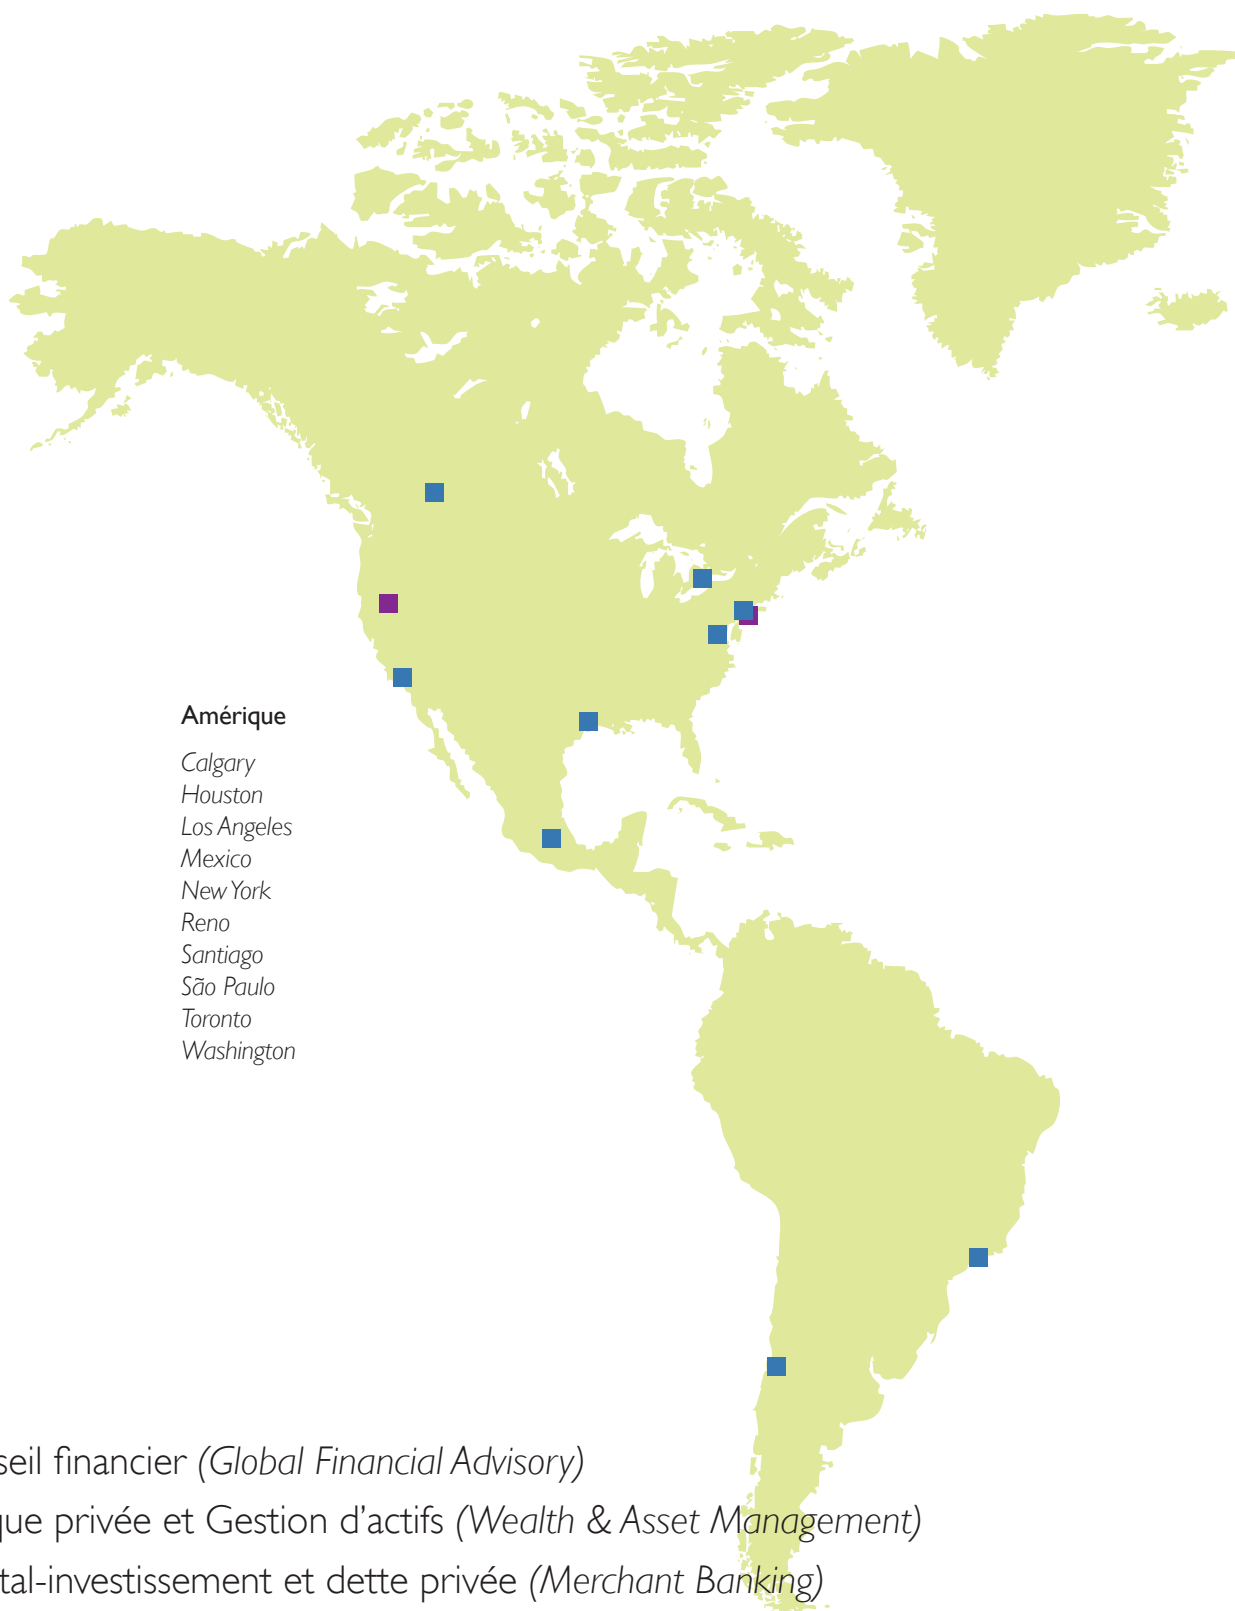 Amérique
Calgary
Houston
Los Angeles
Mexico
New York
Reno
Santiago
São Paulo
Toronto
Washington
seil financier (Global Financial Advisory)
que privée et Gestion d’actifs (Wealth & Asset Management)
tal-investissement et dette privée (Merchant Banking)